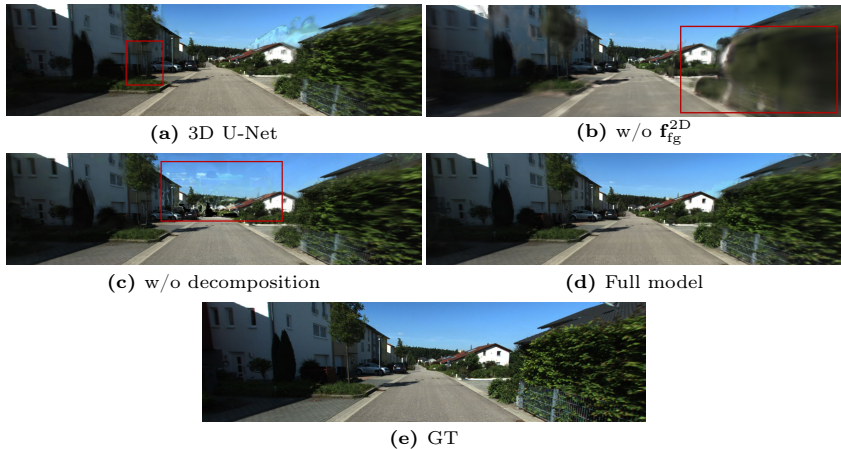 (a) 3D U-Net
(b) w/o f_fg^2D
(c) w/o decomposition
(d) Full model
(e) GT